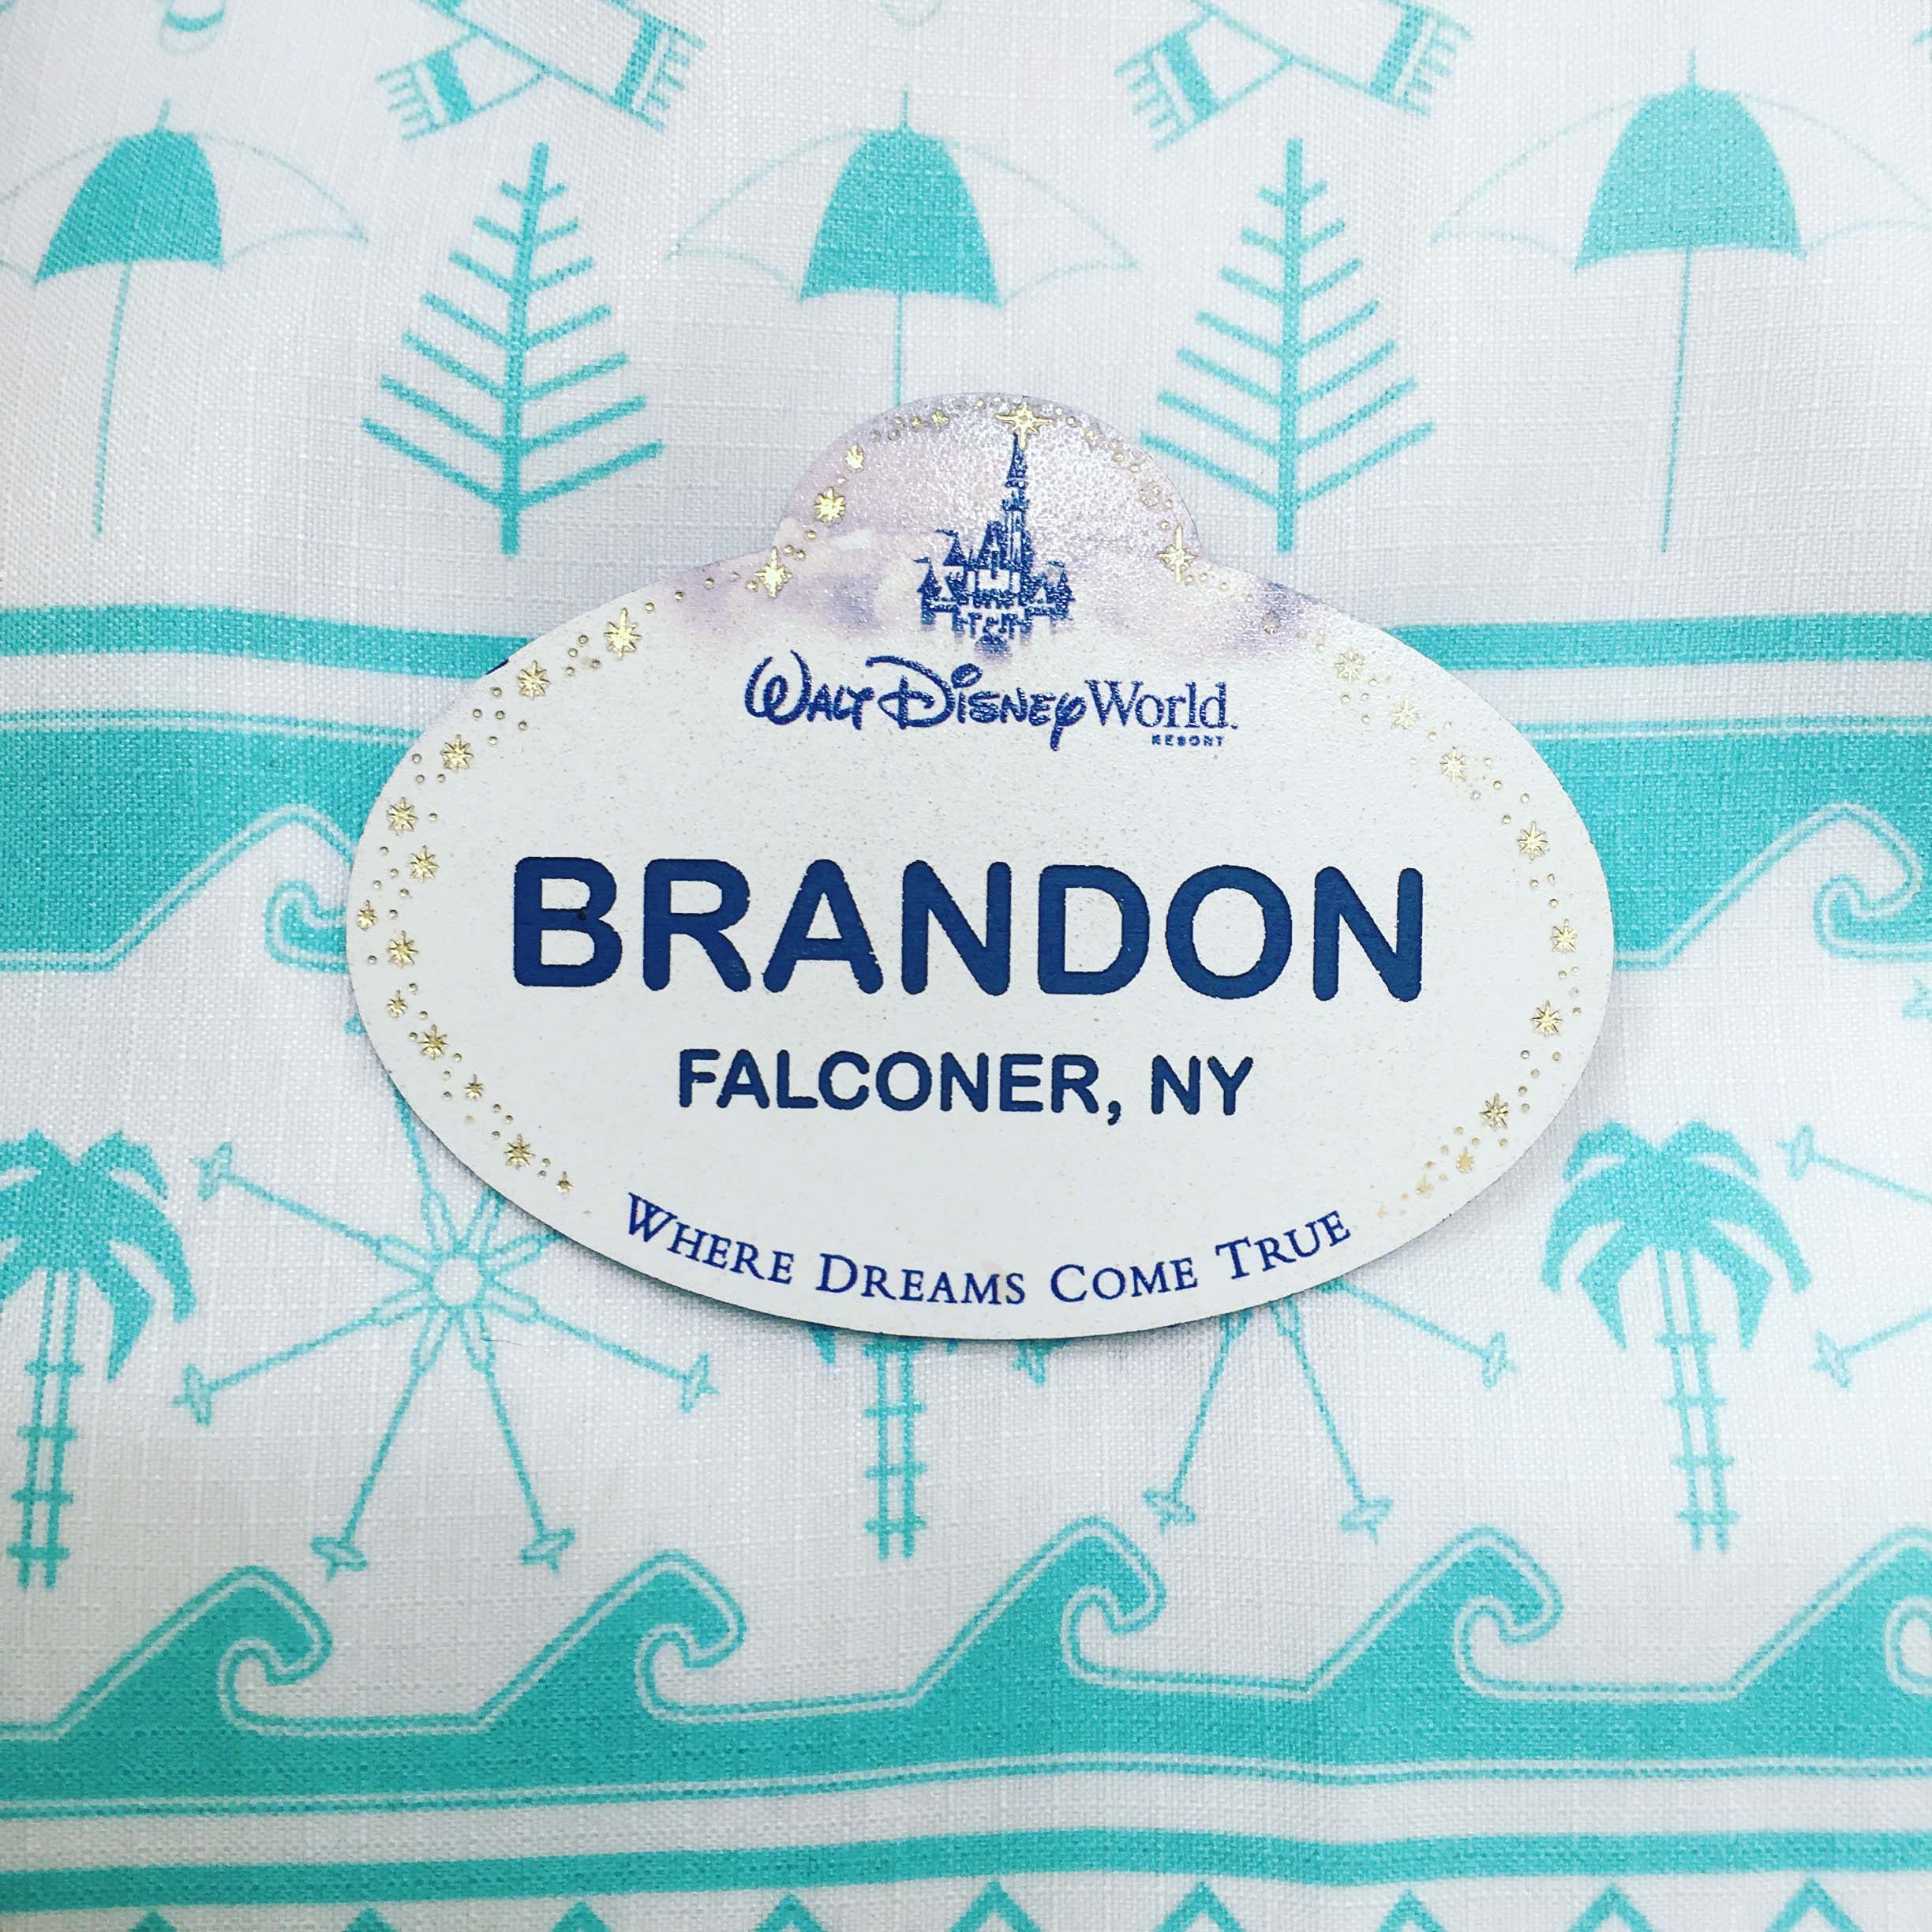 WALT DISNEY World
RESORT
BRANDON
FALCONER, NY
WHERE DREAMS COME TRUE